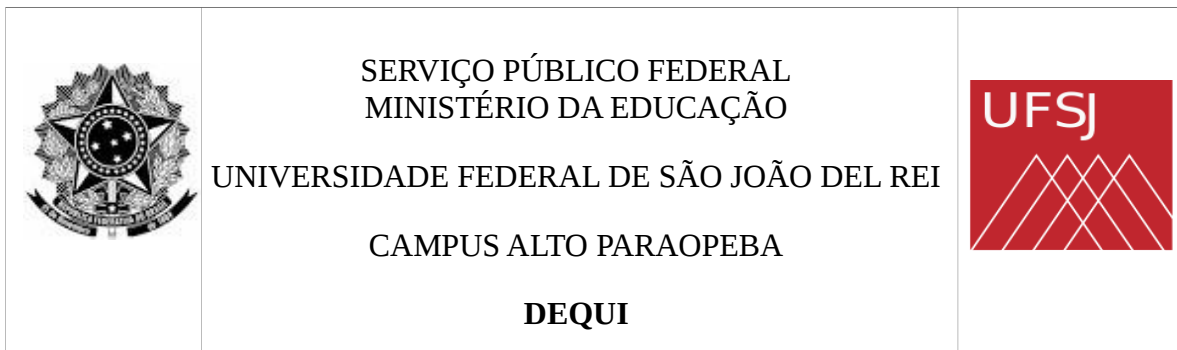 SERVIÇO PÚBLICO FEDERAL
MINISTÉRIO DA EDUCAÇÃO
UNIVERSIDADE FEDERAL DE SÃO JOÃO DEL REI
CAMPUS ALTO PARAOPEBA
DEQUI
UFSJ